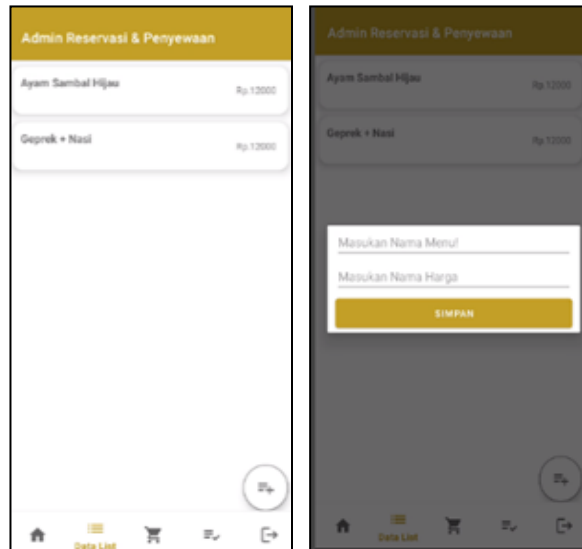 Admin Reservasi & Penyewaan
Ayam Sambal Hijau
Rp.12000
Geprek + Nasi
Rp.12000
Data List
Admin Reservasi & Penyewaan
Ayam Sambal Hijau
Rp.12000
Geprek + Nasi
Rp.12000
Masukan Nama Menu!
Masukan Nama Harga
SIMPAN
Data List